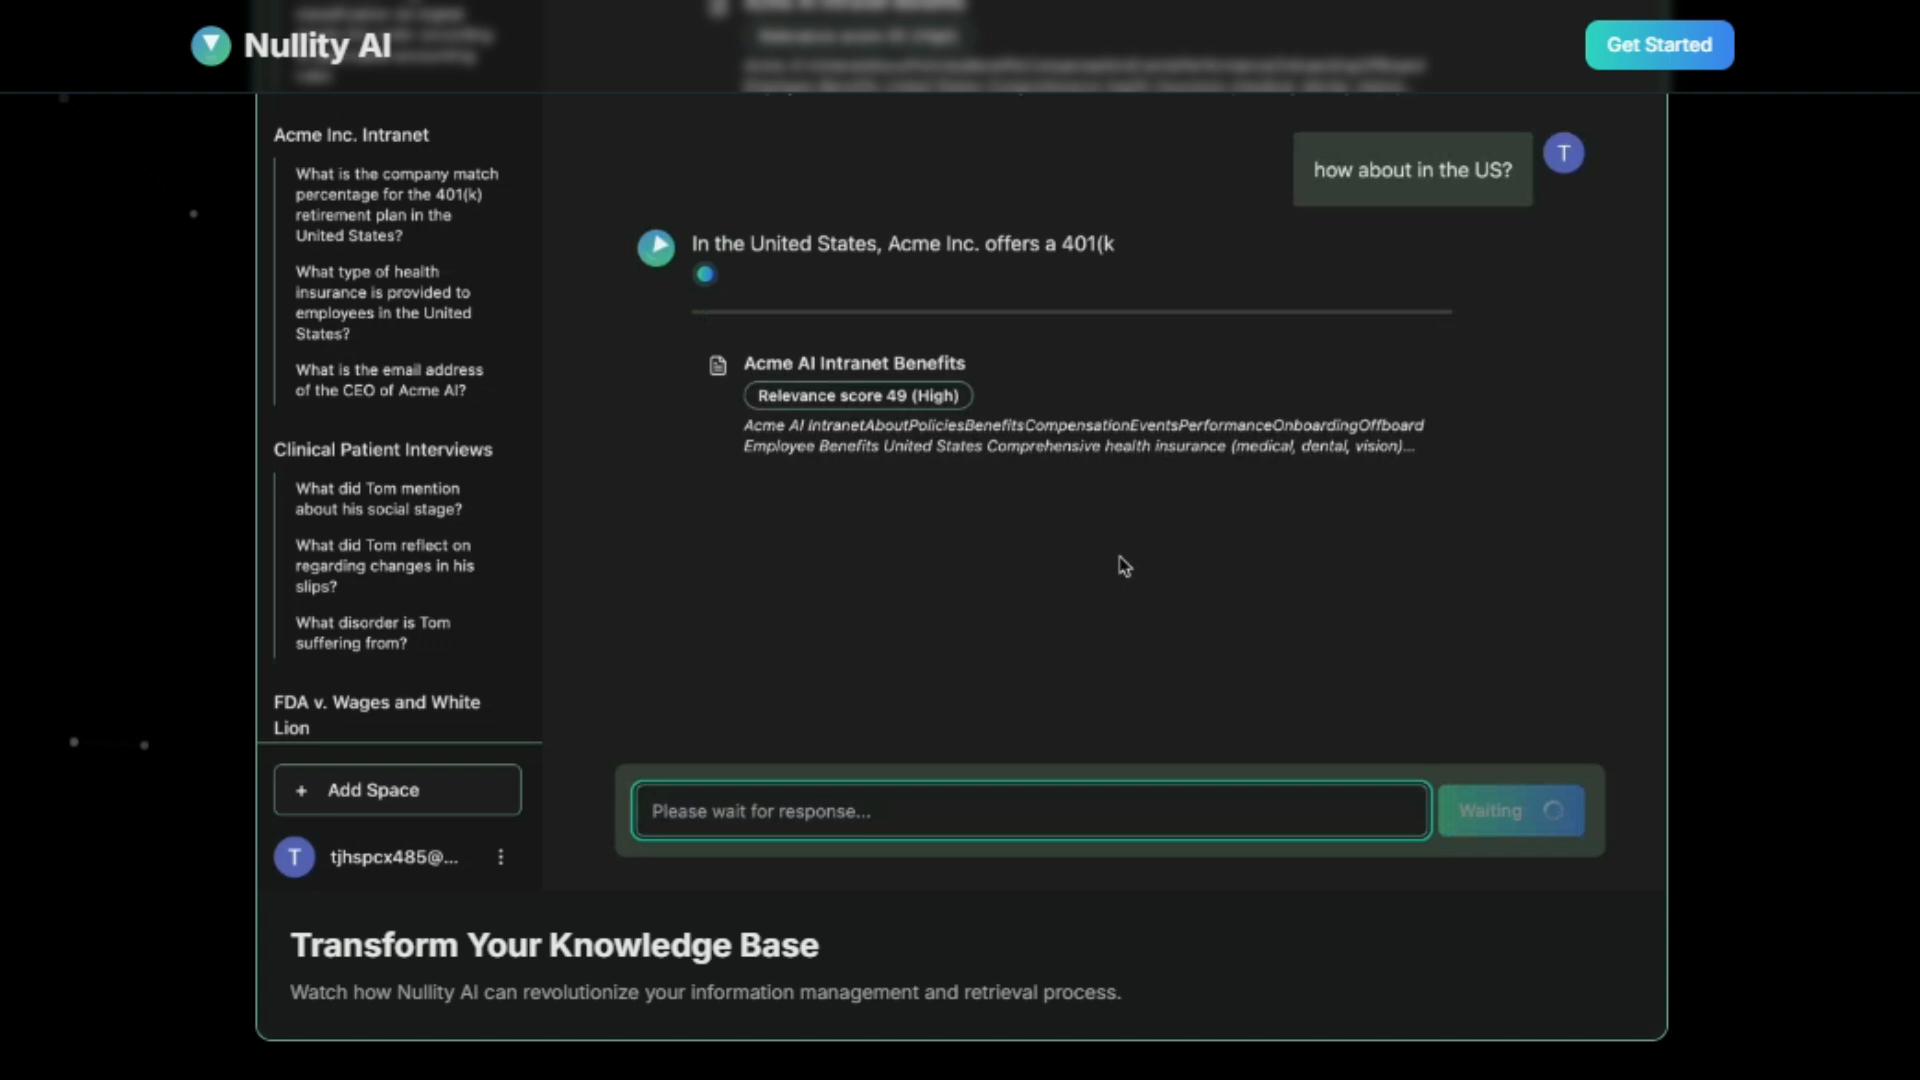 Nullity AI
Get Started
Acme Inc. Intranet
What is the company match
percentage for the 401(k)
retirement plan in the
United States?
What type of health
insurance is provided to
employees in the United
States?
What is the email address
of the CEO of Acme AI?
Clinical Patient Interviews
What did Tom mention
about his social stage?
What did Tom reflect on
regarding changes in his
slips?
What disorder is Tom
suffering from?
FDA v. Wages and White
Lion
+ Add Space
T
tjhspcx485@...
how about in the US?
T
In the United States, Acme Inc. offers a 401(k
Acme AI Intranet Benefits
Relevance score 49 (High)
Acme AI IntranetAboutPoliciesBenefitsCompensationEventsPerformanceOnboardingOffboard
Employee Benefits United States Comprehensive health insurance (medical, dental, vision)...
Please wait for response...
Waiting
Transform Your Knowledge Base
Watch how Nullity AI can revolutionize your information management and retrieval process.